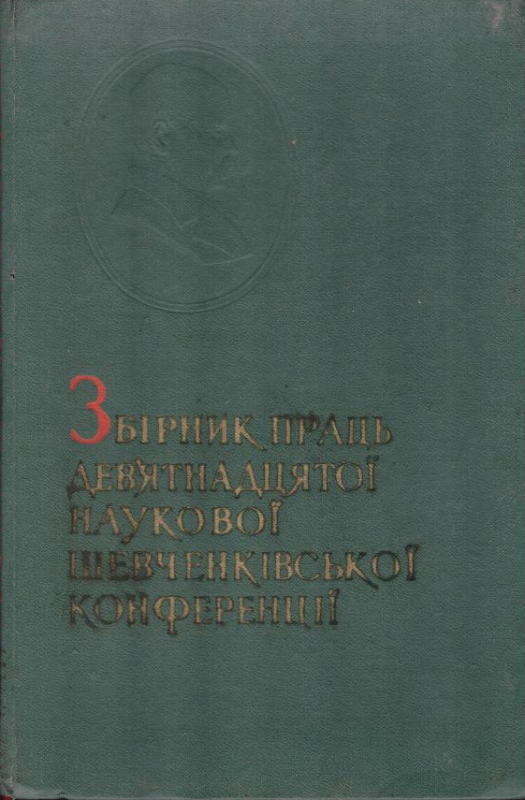 Збірник праць
дев'ятнадцятої
наукової
шевченківської
конференції